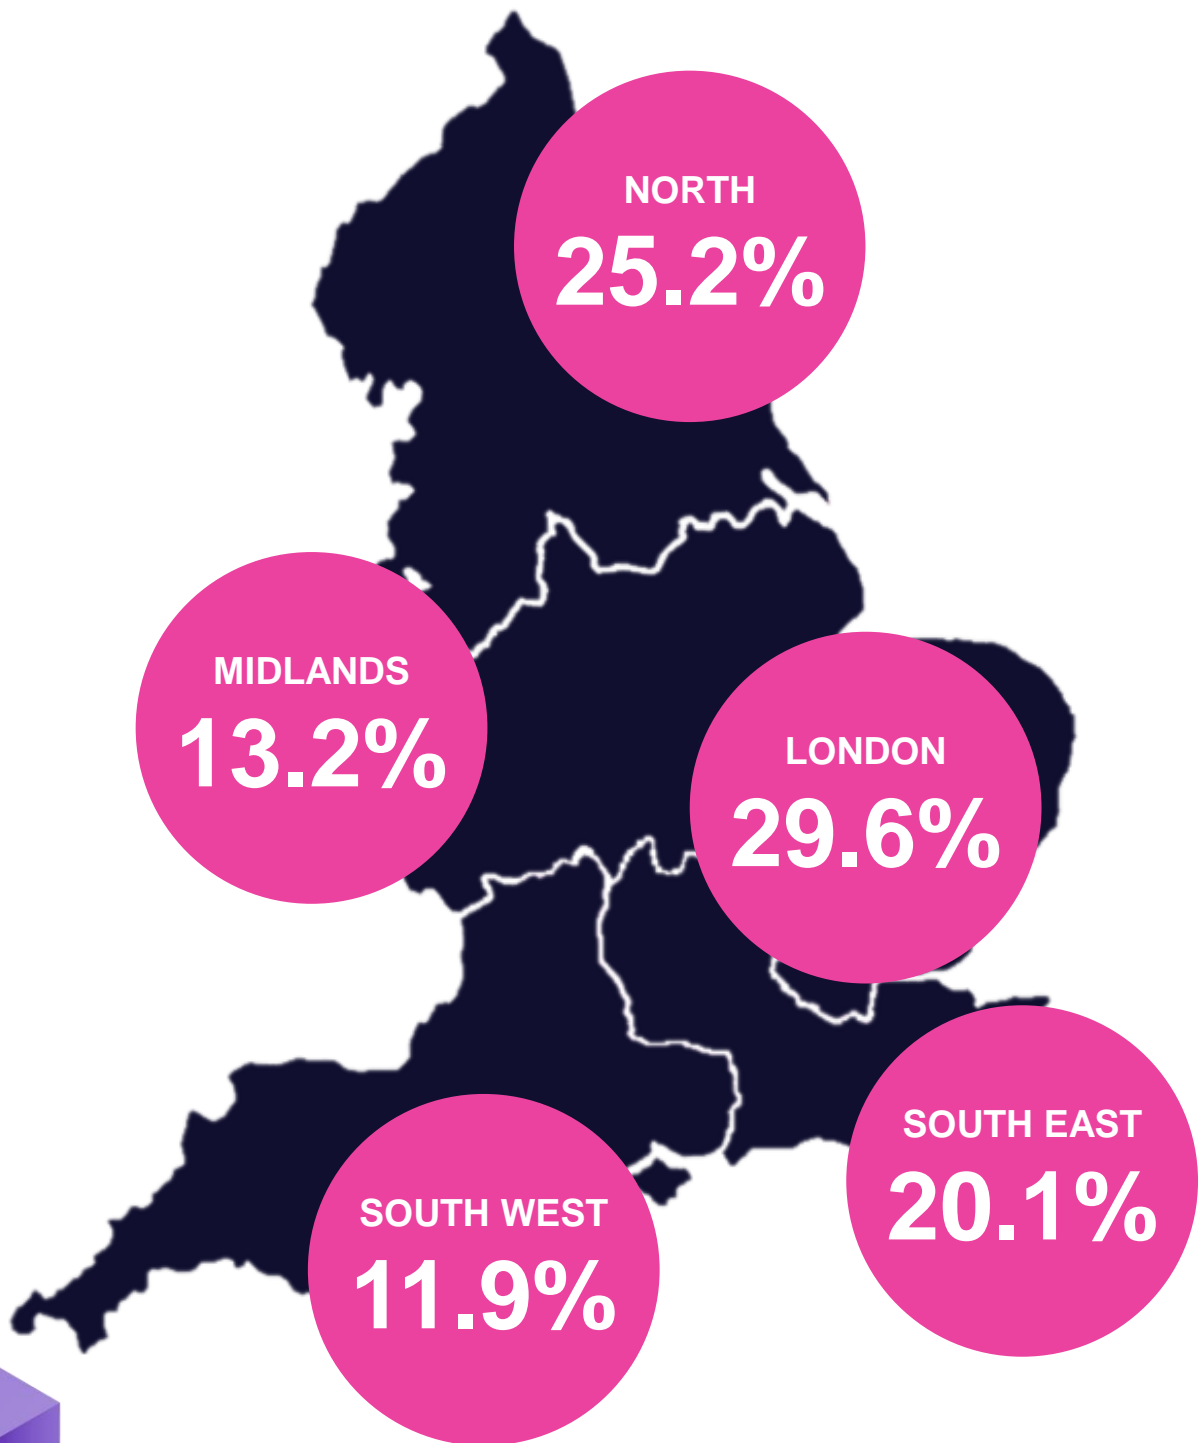 NORTH
25.2%
MIDLANDS
13.2%
LONDON
29.6%
SOUTH EAST
20.1%
SOUTH WEST
11.9%